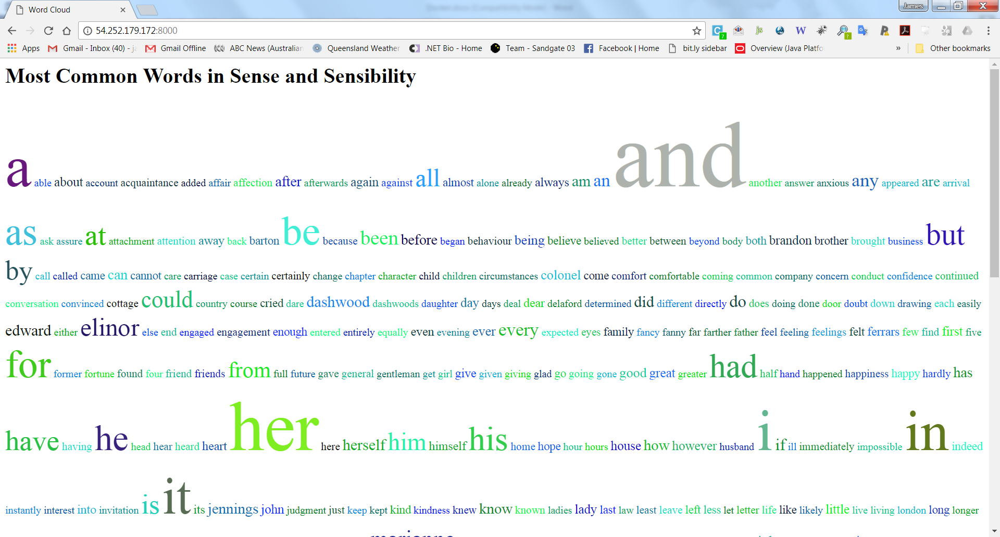 Word Cloud
James
54.252.179.172:8000
Apps Gmail - Inbox (40) - Gmail Offline ABC News (Australian Queensland Weather .NET Bio - Home Team - Sandgate 03 Facebook | Home bit.ly sidebar Overview (Java Platfo » Other bookmarks
Most Common Words in Sense and Sensibility
a able about account acquaintance added affair affection after afterwards again against all almost alone already always am an and another answer anxious any appeared are arrival
as ask assure at attachment attention away back barton be because been before began behaviour being believe believed better between beyond body both brandon brother brought business but
by call called came can cannot care carriage case certain certainly change chapter character child children circumstances colonel come comfort comfortable coming common company concern conduct confidence continued
conversation convinced cottage could country course cried dare dashwood dashwoods daughter day days deal dear delaford determined did different directly do does doing done door doubt down drawing each easily
edward either elinor else end engaged engagement enough entered entirely equally even evening ever every expected eyes family fancy fanny far farther father feel feeling feelings felt ferrars few find first five
for former fortune found four friend friends from full future gave general gentleman get girl give given giving glad go going gone good great greater had half hand happened happiness happy hardly has
have having he head hear heard heart her here herself him himself his home hope hour hours house how however husband i if ill immediately impossible in indeed
instantly interest into invitation is it its jennings john judgment just keep kept kind kindness knew know known ladies lady last law least leave left less let letter life like likely little live living london long longer